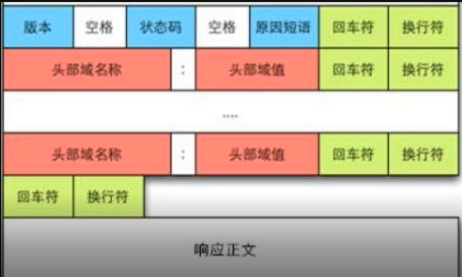 版本 空格 状态码 空格 原因短语 回车符 换行符
头部域名称 : 头部域值 回车符 换行符
....
头部域名称 : 头部域值 回车符 换行符
回车符 换行符
响应正文